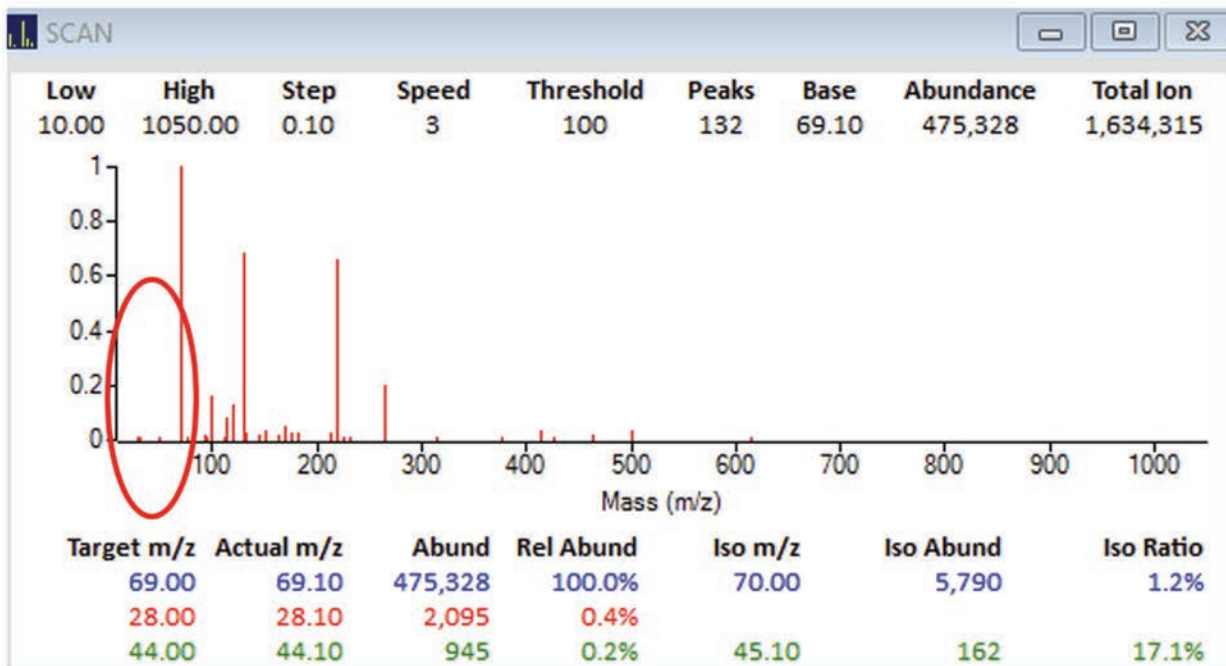 SCAN
Low High Step Speed Threshold Peaks Base Abundance Total Ion
10.00 1050.00 0.10 3 100 132 69.10 475,328 1,634,315
1
0.8
0.6
0.4
0.2
0
100 200 300 400 500 600 700 800 900 1000
Mass (m/z)
Target m/z Actual m/z Abund Rel Abund Iso m/z Iso Abund Iso Ratio
69.00 69.10 475,328 100.0% 70.00 5,790 1.2%
28.00 28.10 2,095 0.4%
44.00 44.10 945 0.2% 45.10 162 17.1%